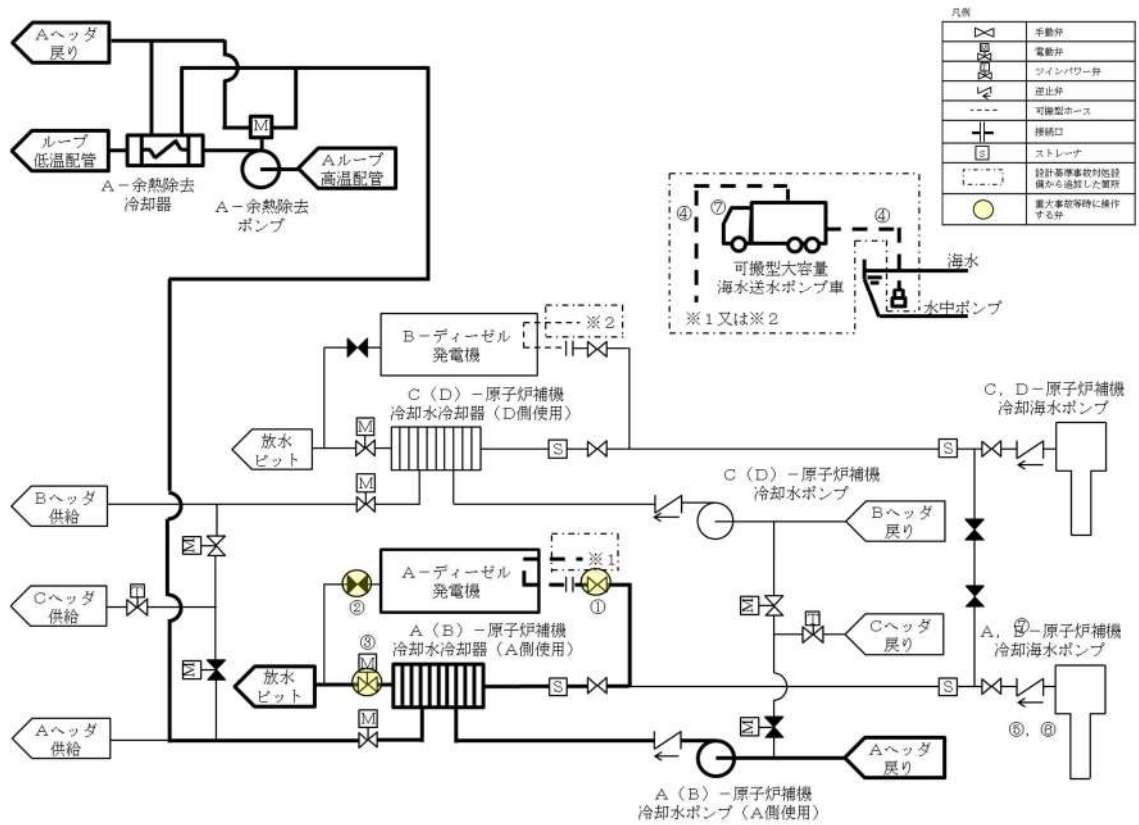 凡例
手動弁
電動弁
ツインパワー弁
逆止弁
可搬型ホース
接続口
S
ストレーナ
設計基準事故対処設
備から追加した箇所
重大事故等時に操作
する弁
Aヘッダ
戻り
ループ
低温配管
A－余熱除去
冷却器
M
A－余熱除去
ポンプ
Aループ
高温配管
④
⑦
④
可搬型大容量
海水送水ポンプ車
海水
水中ポンプ
※1又は※2
B－ディーゼル
発電機
※2
C（D）－原子炉補機
冷却水冷却器（D側使用）
放水
ピット
M
S
S
C，D－原子炉補機
冷却海水ポンプ
M
Bヘッダ
供給
C（D）－原子炉補機
冷却水ポンプ
Bヘッダ
戻り
M
A－ディーゼル
発電機
※1
②
①
Cヘッダ
供給
T
M
T
Cヘッダ
戻り
A（B）－原子炉補機
冷却水冷却器（A側使用）
③
M
M
放水
ピット
S
S
⑦
A，B－原子炉補機
冷却海水ポンプ
⑤，⑥
Aヘッダ
供給
M
M
Aヘッダ
戻り
A（B）－原子炉補機
冷却水ポンプ（A側使用）